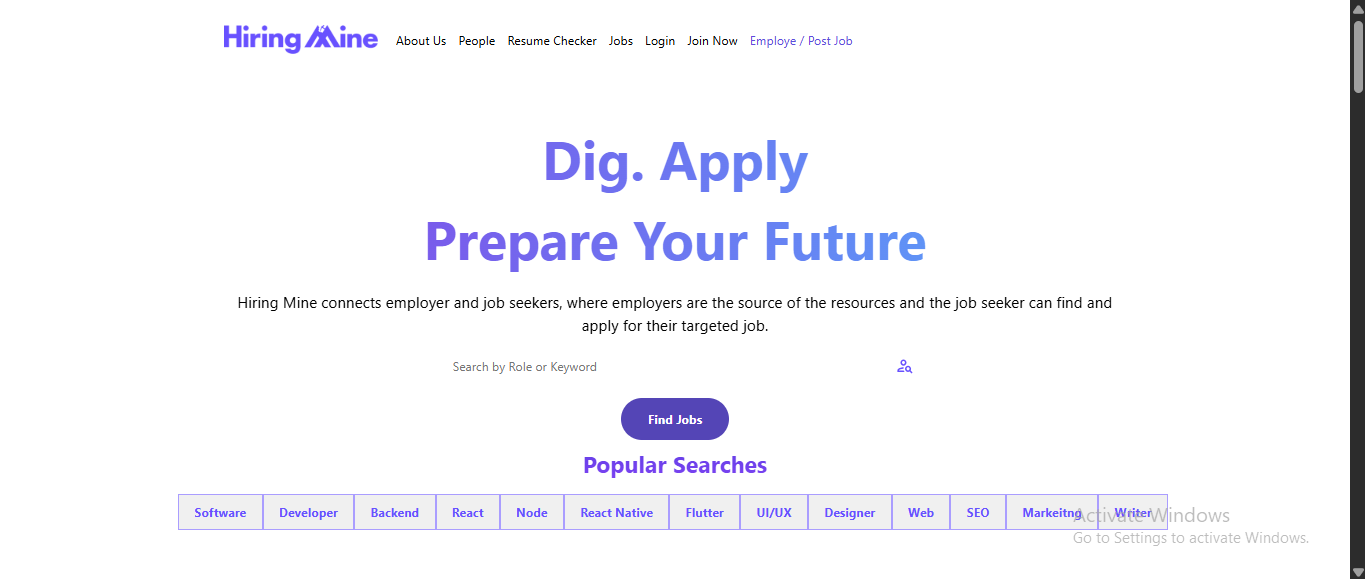 Hiring Mine About Us People Resume Checker Jobs Login Join Now Employe / Post Job
Dig. Apply
Prepare Your Future
Hiring Mine connects employer and job seekers, where employers are the source of the resources and the job seeker can find and
apply for their targeted job.
Search by Role or Keyword
Find Jobs
Popular Searches
Software Developer Backend React Node React Native Flutter UI/UX Designer Web SEO Markeitng Writer
Activate Windows
Go to Settings to activate Windows.